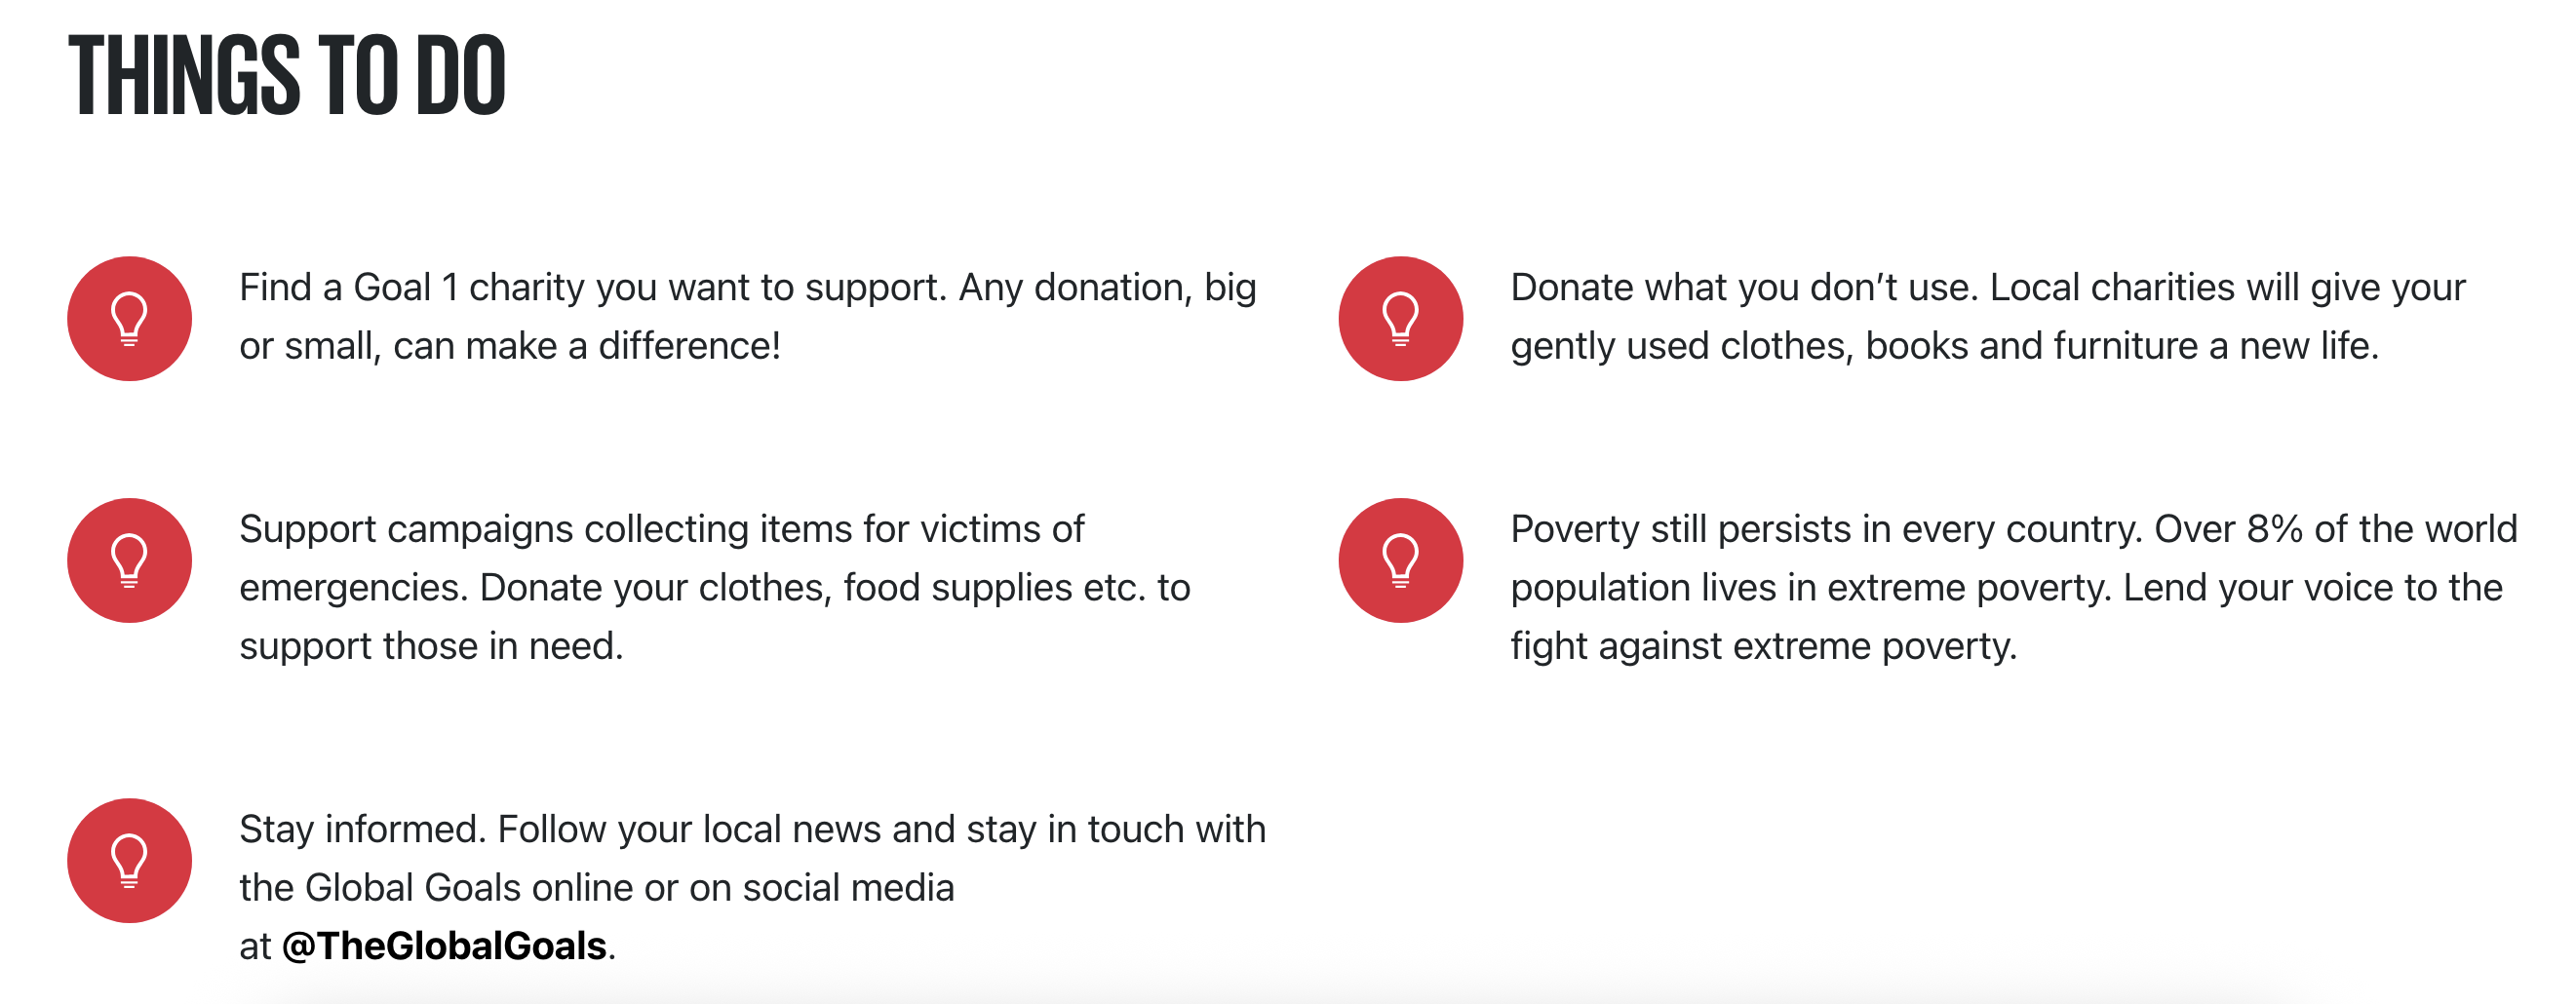 THINGS TO DO
Find a Goal 1 charity you want to support. Any donation, big
or small, can make a difference!
Donate what you don’t use. Local charities will give your
gently used clothes, books and furniture a new life.
Support campaigns collecting items for victims of
emergencies. Donate your clothes, food supplies etc. to
support those in need.
Poverty still persists in every country. Over 8% of the world
population lives in extreme poverty. Lend your voice to the
fight against extreme poverty.
Stay informed. Follow your local news and stay in touch with
the Global Goals online or on social media
at @TheGlobalGoals.